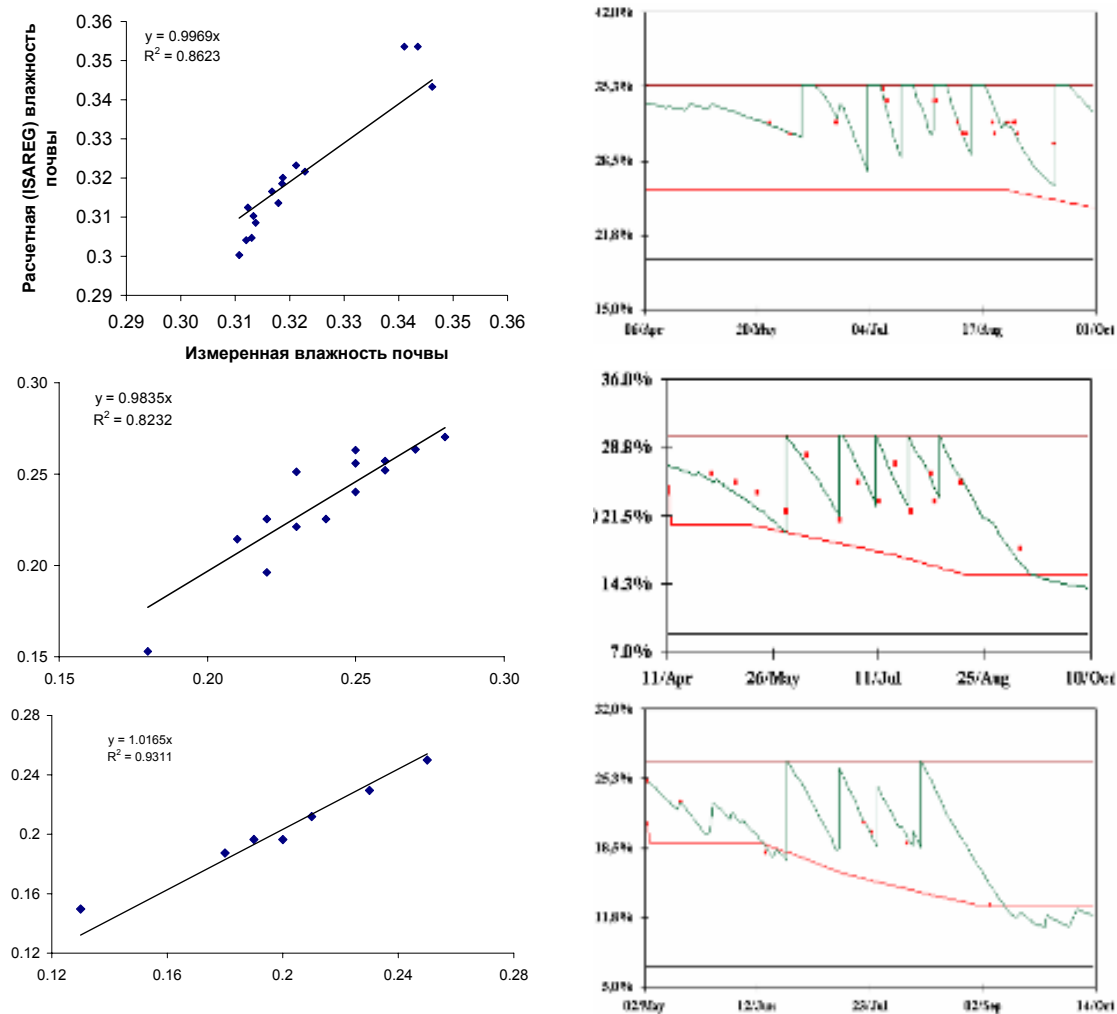 0.36
0.35
0.34
0.33
0.32
0.31
0.3
0.29
y = 0.9969x
R² = 0.8623
Расчетная (ISAREG) влажность
почвы
0.29 0.30 0.31 0.32 0.33 0.34 0.35 0.36
Измеренная влажность почвы
42,0%
21,8%
15,0%
06/Apr 20/May 04/Jul 17/Aug
0.30
0.25
0.20
0.15
y = 0.9835x
R² = 0.8232
0.15 0.20 0.25 0.30
36.0%
28.8%
21.5%
14.3%
7.0%
11/Apr 26/May 11/Jul 25/Aug 10/Oct
0.28
0.24
0.2
0.16
0.12
y = 1.0165x
R² = 0.9311
0.12 0.16 0.2 0.24 0.28
32,0%
25,3%
18,5%
11,8%
5,0%
02/May 12/Jun 23/Jul 02/Sep 14/Oct